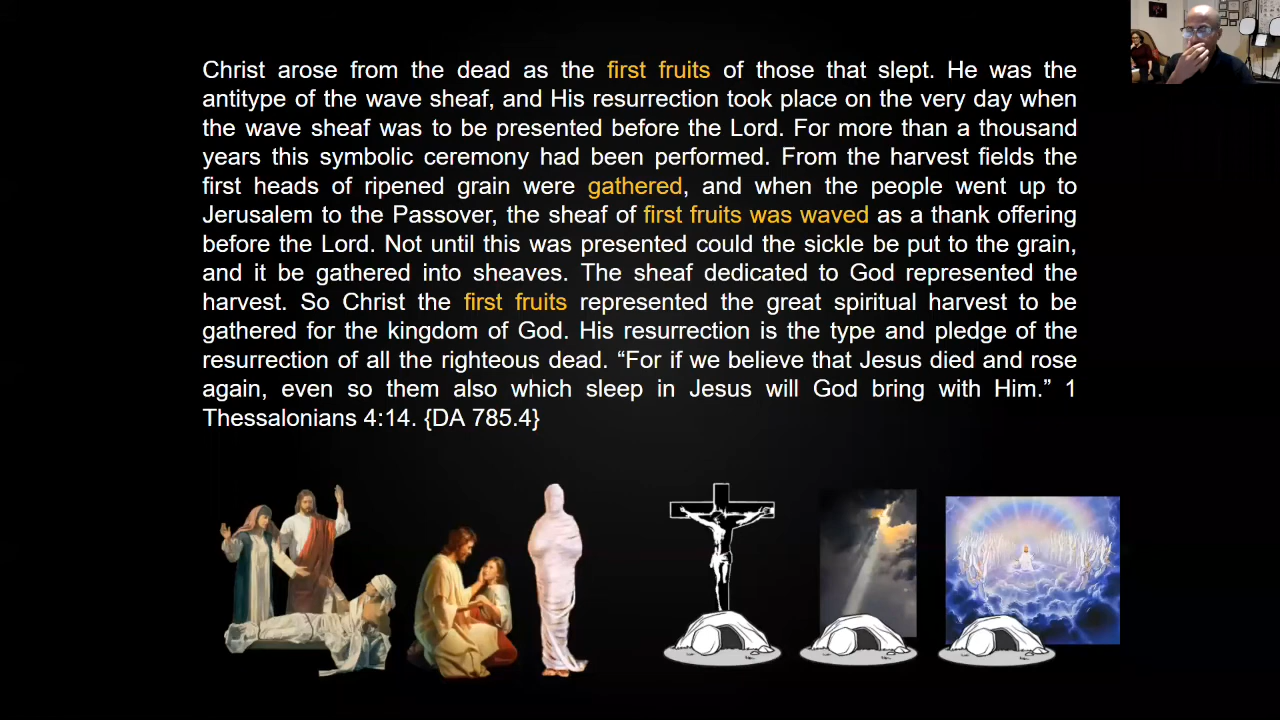 Christ arose from the dead as the first fruits of those that slept. He was the
antitype of the wave sheaf, and His resurrection took place on the very day when
the wave sheaf was to be presented before the Lord. For more than a thousand
years this symbolic ceremony had been performed. From the harvest fields the
first heads of ripened grain were gathered, and when the people went up to
Jerusalem to the Passover, the sheaf of first fruits was waved as a thank offering
before the Lord. Not until this was presented could the sickle be put to the grain,
and it be gathered into sheaves. The sheaf dedicated to God represented the
harvest. So Christ the first fruits represented the great spiritual harvest to be
gathered for the kingdom of God. His resurrection is the type and pledge of the
resurrection of all the righteous dead. “For if we believe that Jesus died and rose
again, even so them also which sleep in Jesus will God bring with Him.” 1
Thessalonians 4:14. {DA 785.4}